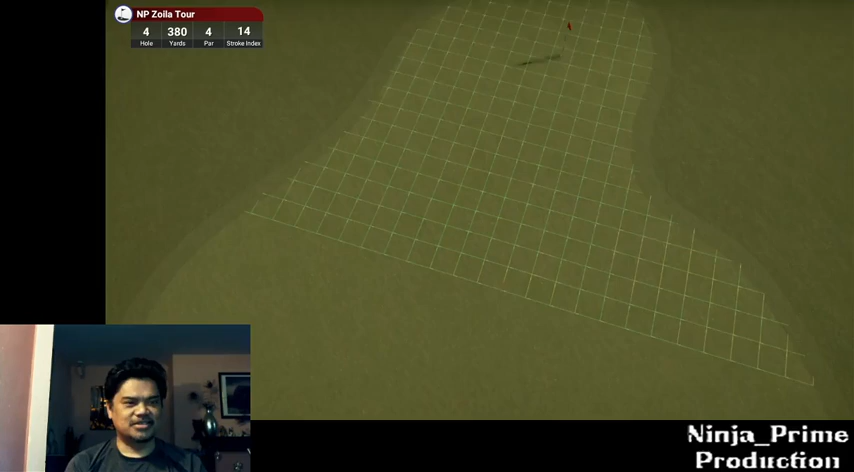 NP Zoila Tour
4 380 4 14
Hole Yards Par Stroke Index
Ninja_Prime
Production